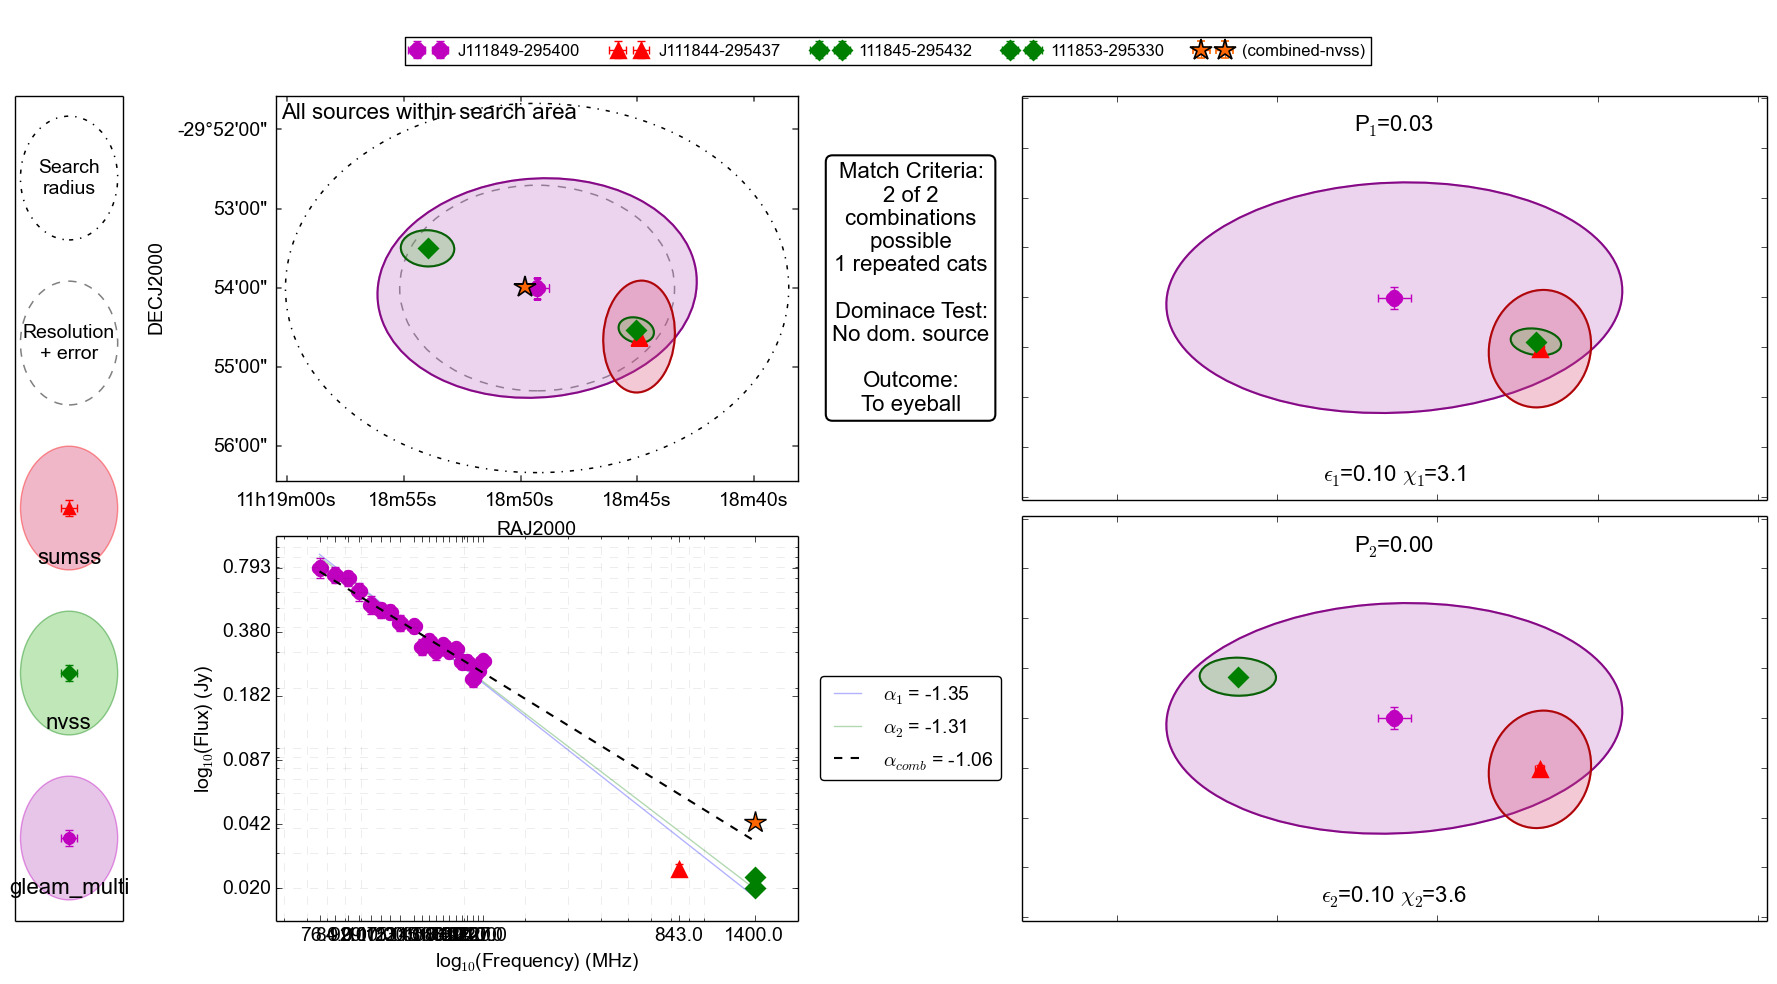 J111849-295400
J111844-295437
111845-295432
111853-295330
(combined-nvss)
Search
radius
Resolution
+ error
sumss
nvss
gleam_multi
All sources within search area
DECJ2000
-29°52'00"
53'00"
54'00"
55'00"
56'00"
11h19m00s
18m55s
18m50s
18m45s
18m40s
RAJ2000
Match Criteria:
2 of 2
combinations
possible
1 repeated cats
Dominace Test:
No dom. source
Outcome:
To eyeball
P1=0.03
ϵ1=0.10 χ1=3.1
P2=0.00
ϵ2=0.10 χ2=3.6
log10(Flux) (Jy)
0.793
0.380
0.182
0.087
0.042
0.020
843.0
1400.0
log10(Frequency) (MHz)
α1 = -1.35
α2 = -1.31
αcomb = -1.06